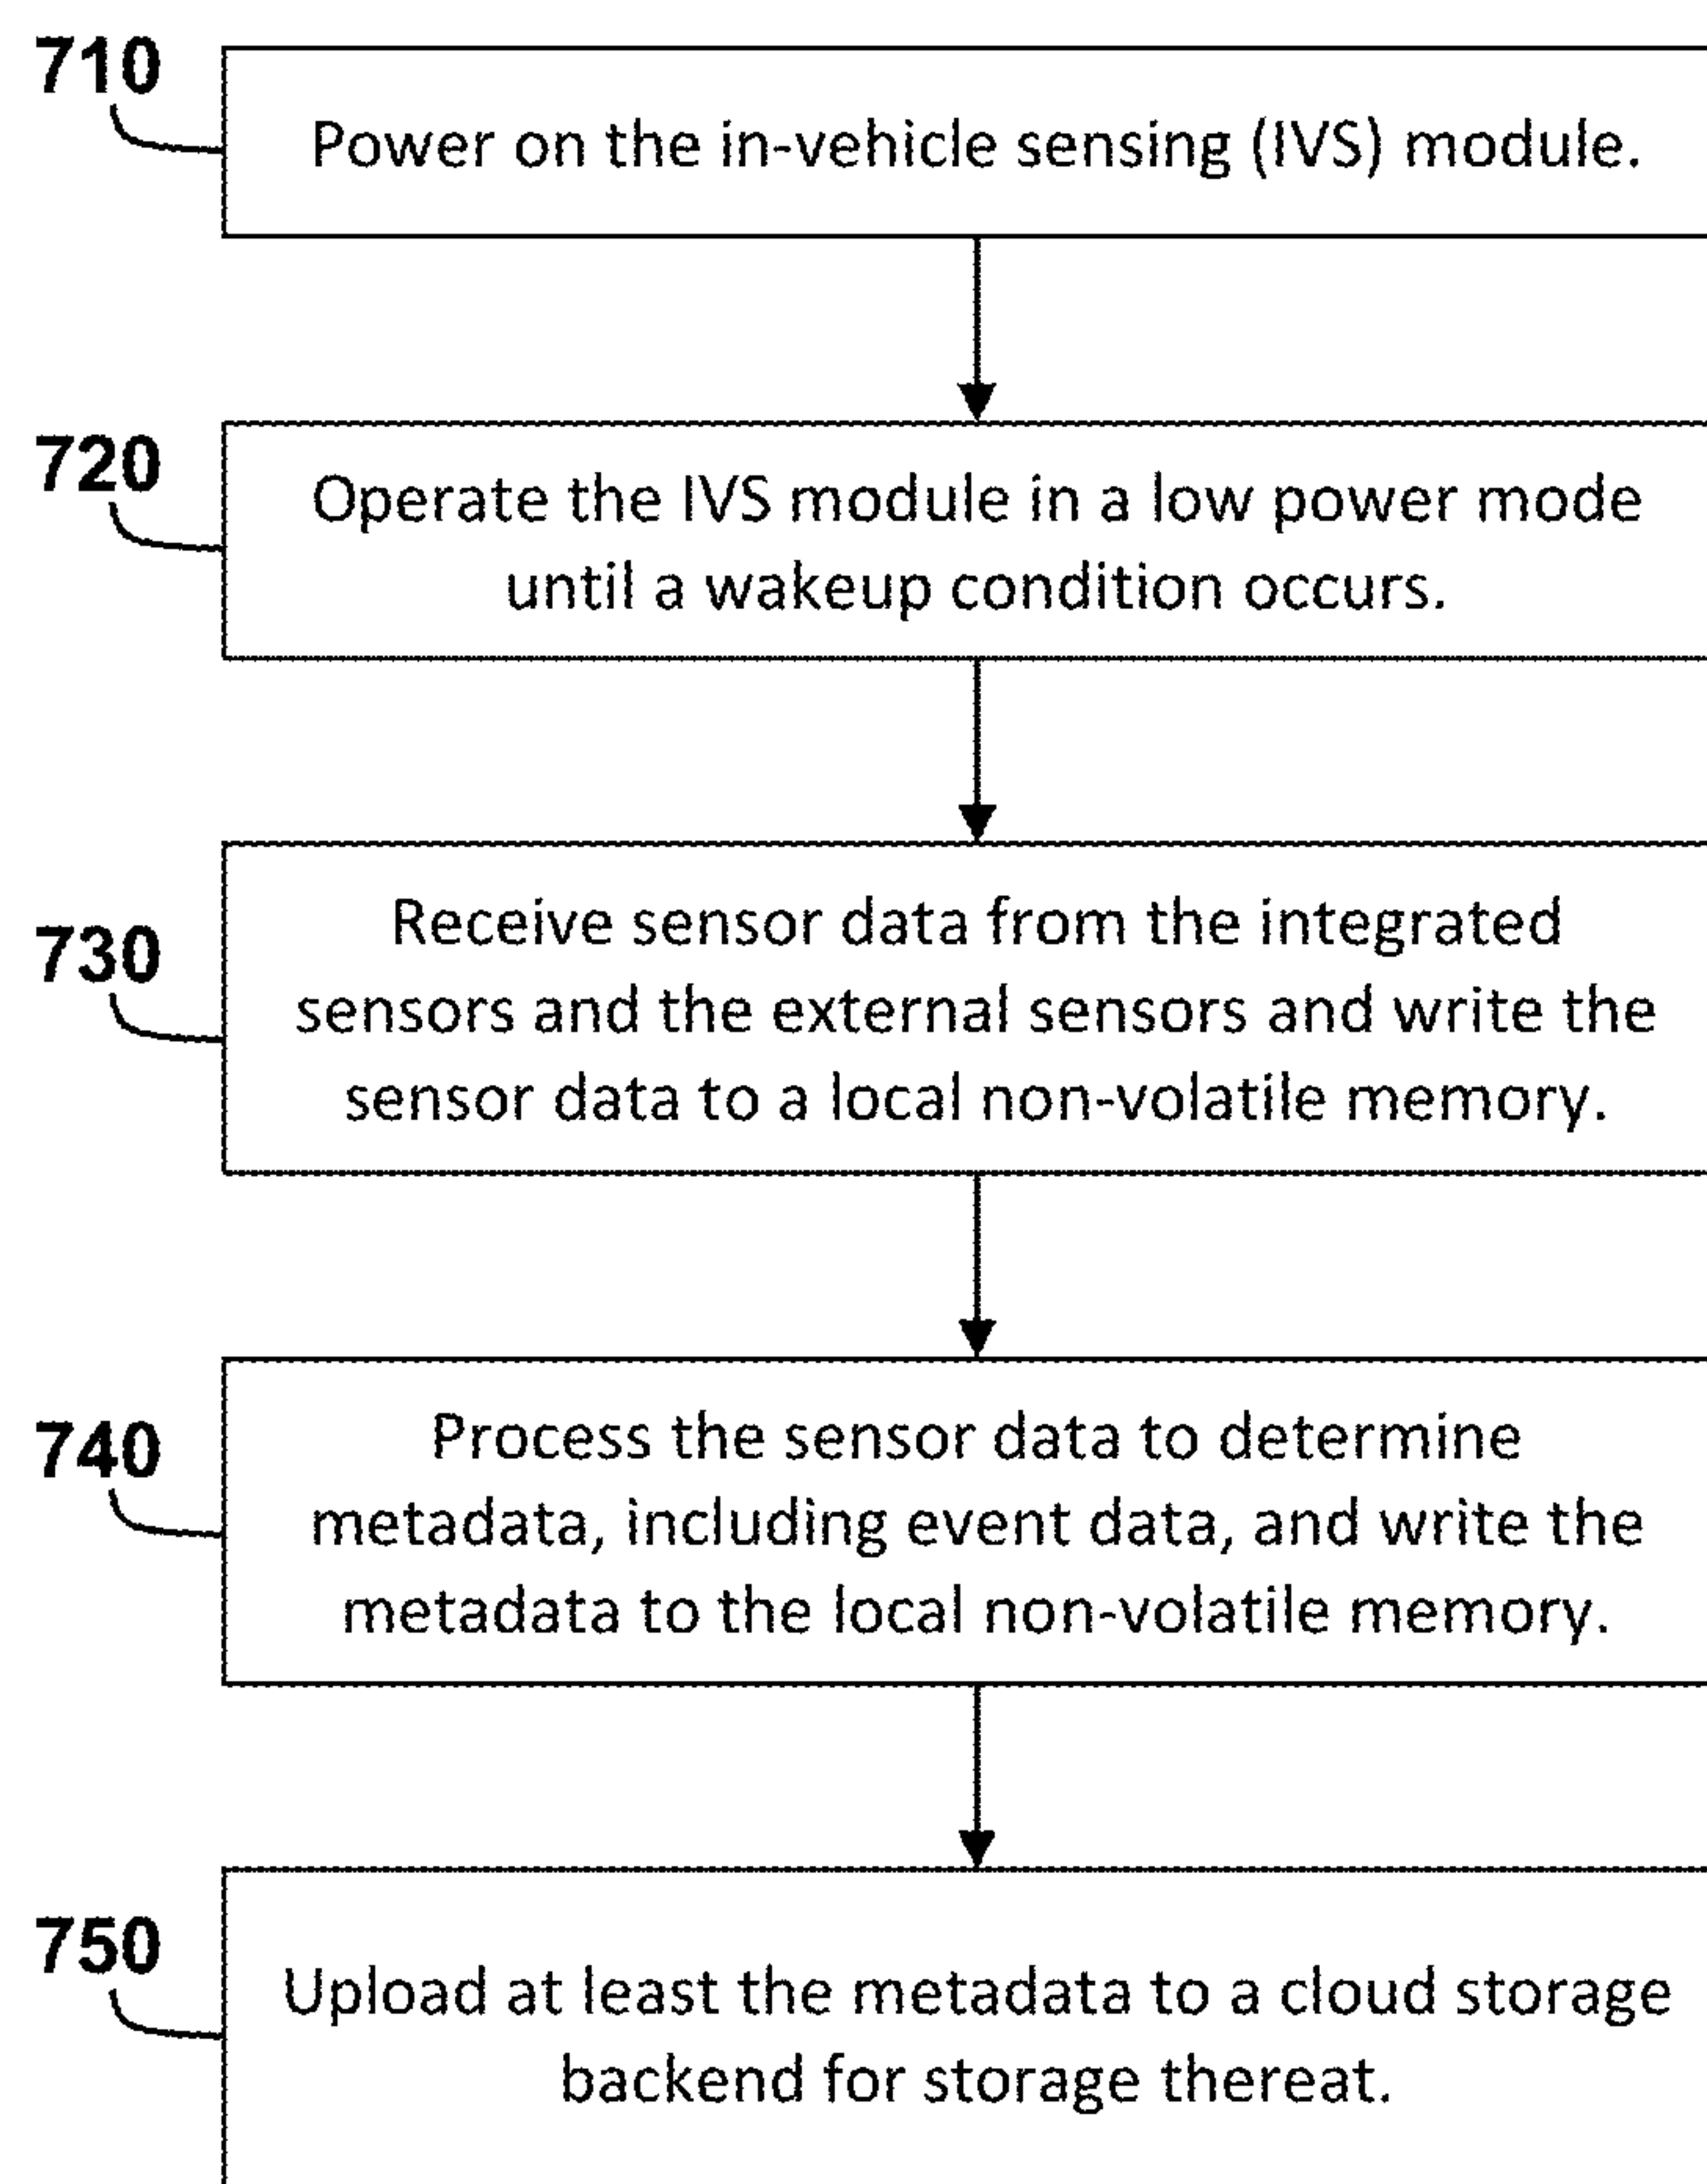 710
Power on the in-vehicle sensing (IVS) module.
720
Operate the IVS module in a low power mode
until a wakeup condition occurs.
730
Receive sensor data from the integrated
sensors and the external sensors and write the
sensor data to a local non-volatile memory.
740
Process the sensor data to determine
metadata, including event data, and write the
metadata to the local non-volatile memory.
750
Upload at least the metadata to a cloud storage
backend for storage thereat.